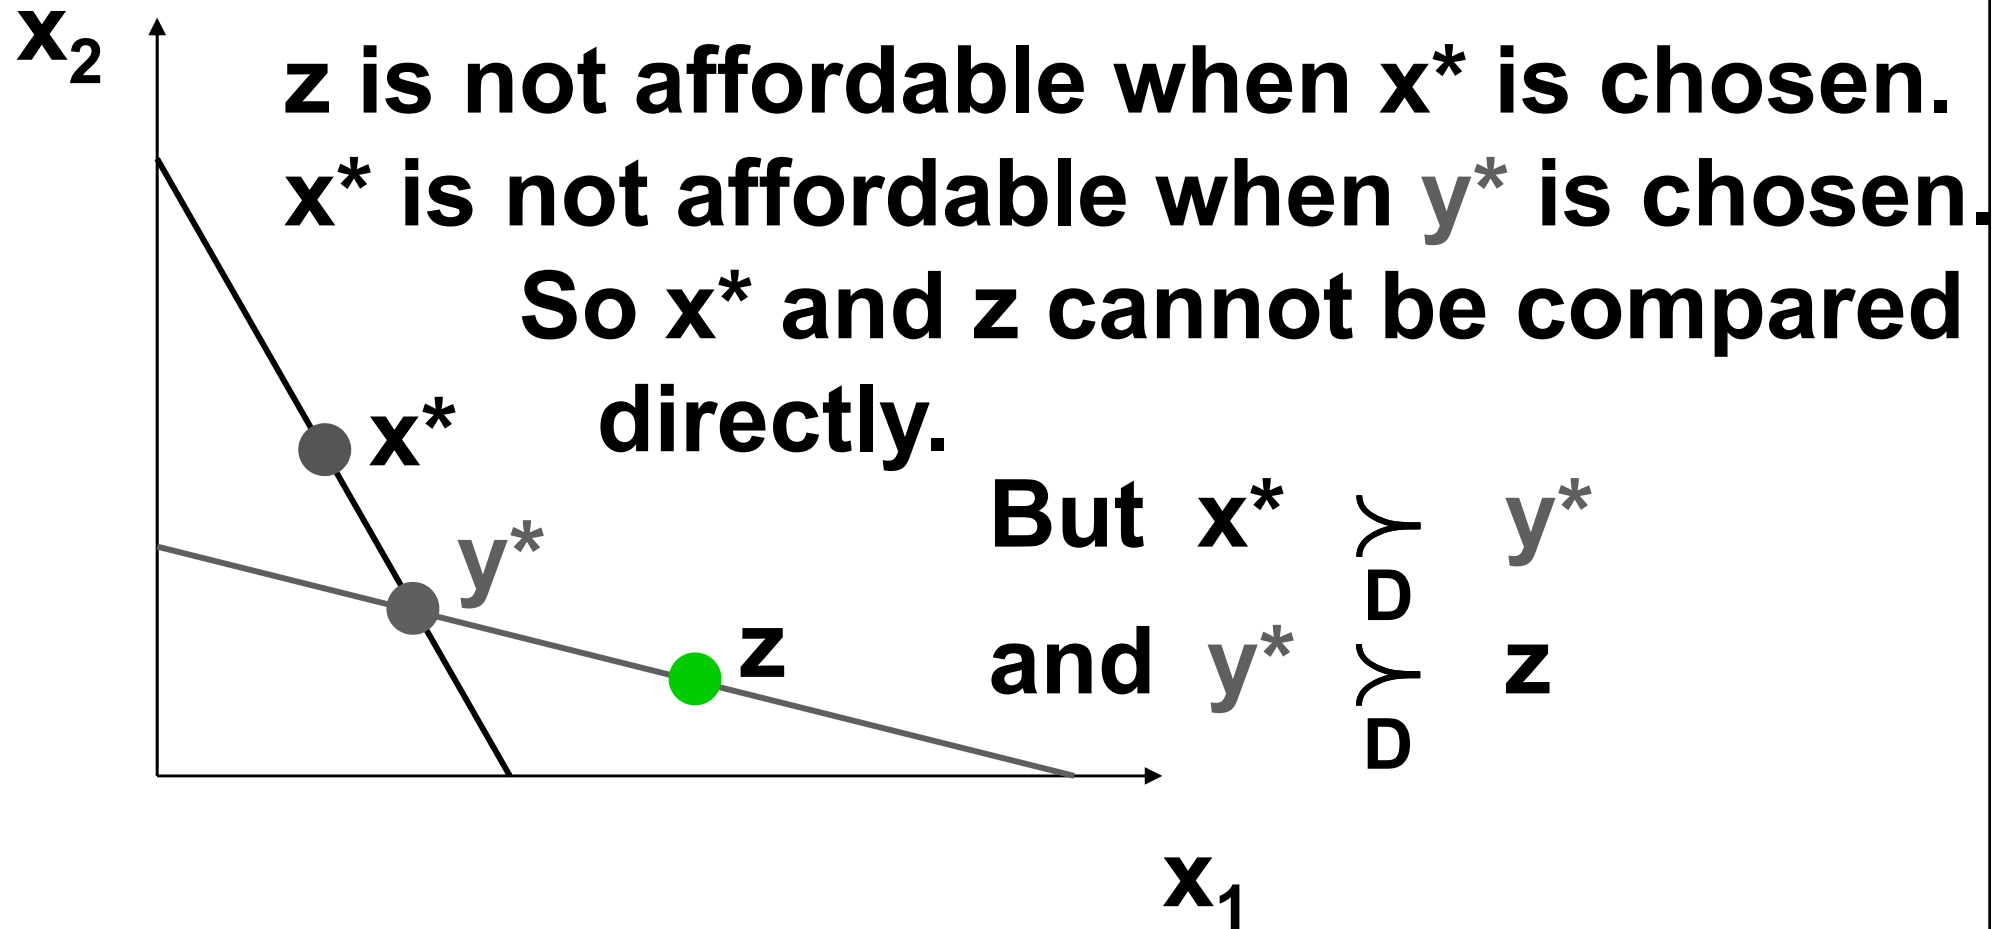 x₂
z is not affordable when x* is chosen.
x* is not affordable when y* is chosen.
So x* and z cannot be compared
directly.
x*
y*
z
But x* ≻ y*
D
and y* ≻ z
D
x₁